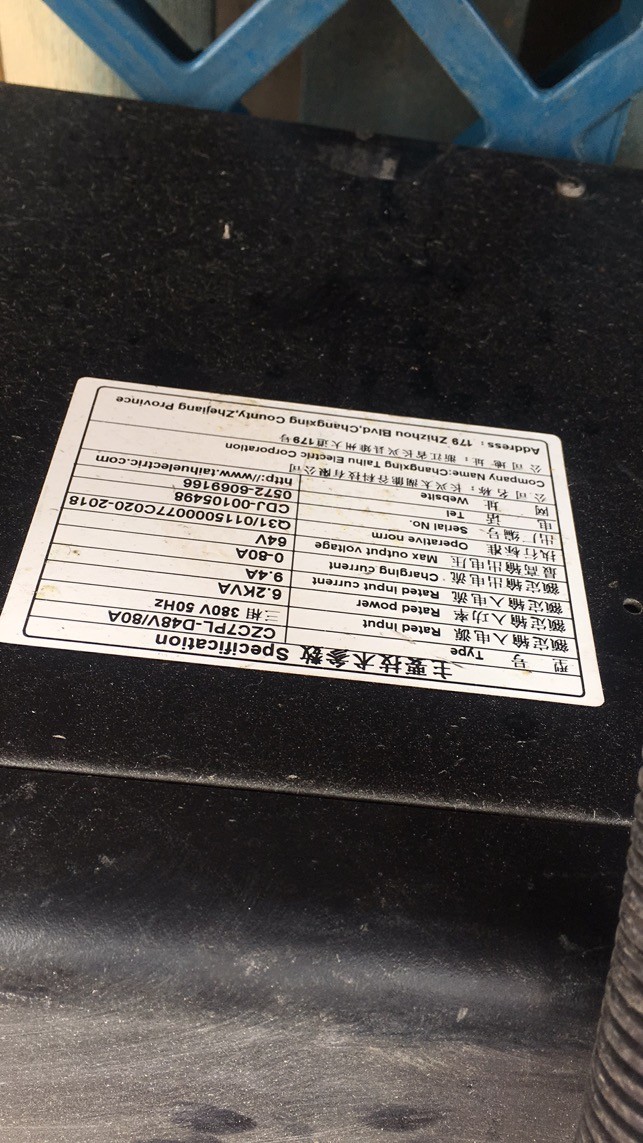 主要技术参数 Specification
型号 Type CZC7PL-D48V/80A
额定输入电源 Rated Input 三相 380V 50Hz
额定输入功率 Rated power 6.2KVA
额定输入电流 Rated input current 9.4A
额定输出电流 Charging current 0-80A
最高输出电压 Max output voltage 64V
执行标准 Operative norm Q31/0115000077C020-2018
出厂编号 Serial No. CDJ-00105498
电话 Tel 0572-6069166
网址 Website http://www.taihuelectric.com
公司名称：长兴太湖能谷科技有限公司
Company Name:Changxing Taihu Electric Corporation
公司地址：浙江省长兴县雉州大道179号
Address：179 Zhizhou Blvd,Changxing County,Zhejiang Province